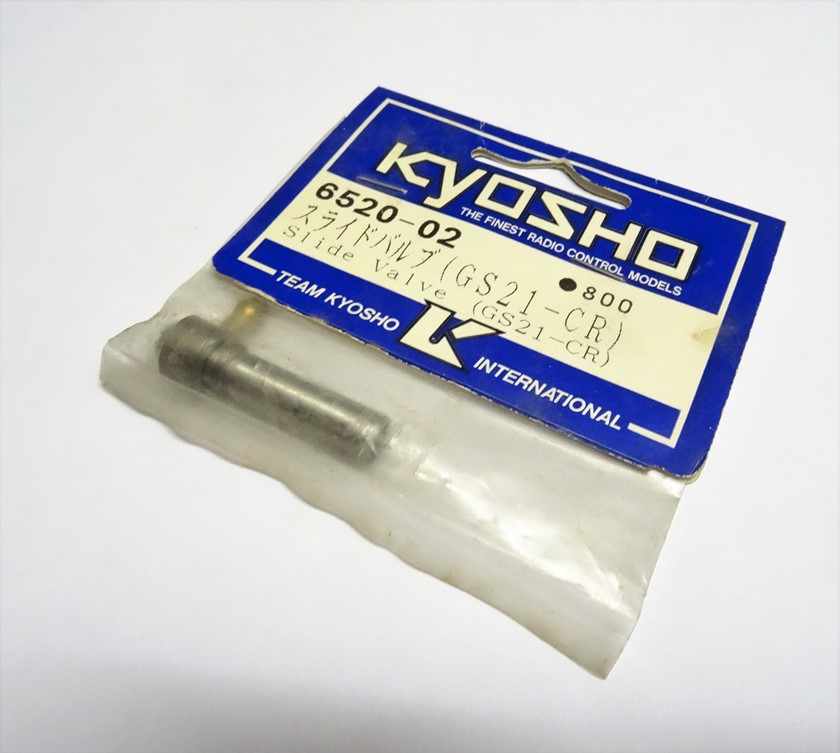 KYOSHO
THE FINEST RADIO CONTROL MODELS
6520-02
●800
スライドバルブ(GS21-CR)
Slide Valve (GS21-CR)
TEAM KYOSHO K INTERNATIONAL